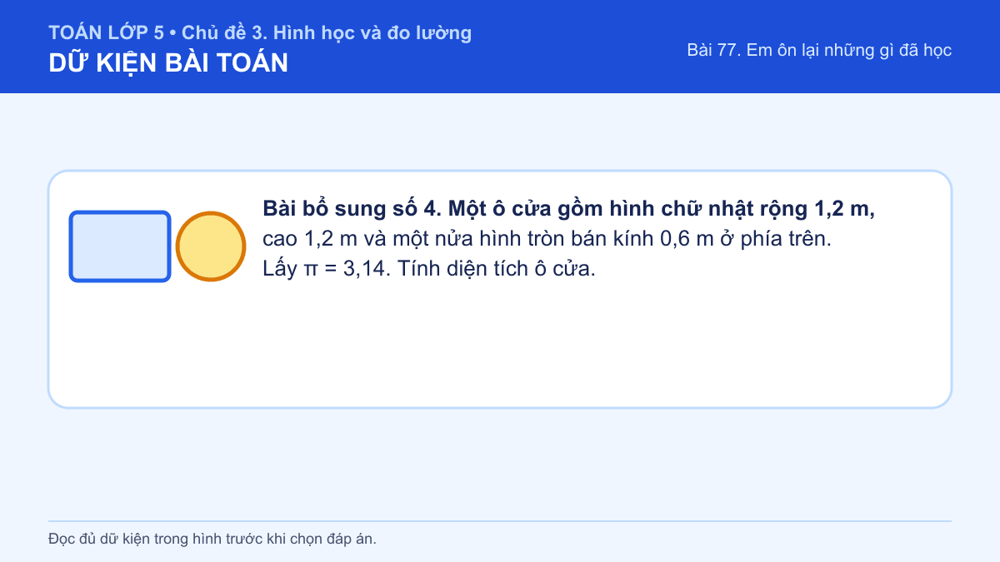 TOÁN LỚP 5 • Chủ đề 3. Hình học và đo lường
DỮ KIỆN BÀI TOÁN
Bài 77. Em ôn lại những gì đã học
Bài bổ sung số 4. Một ô cửa gồm hình chữ nhật rộng 1,2 m,
cao 1,2 m và một nửa hình tròn bán kính 0,6 m ở phía trên.
Lấy π = 3,14. Tính diện tích ô cửa.
Đọc đủ dữ kiện trong hình trước khi chọn đáp án.